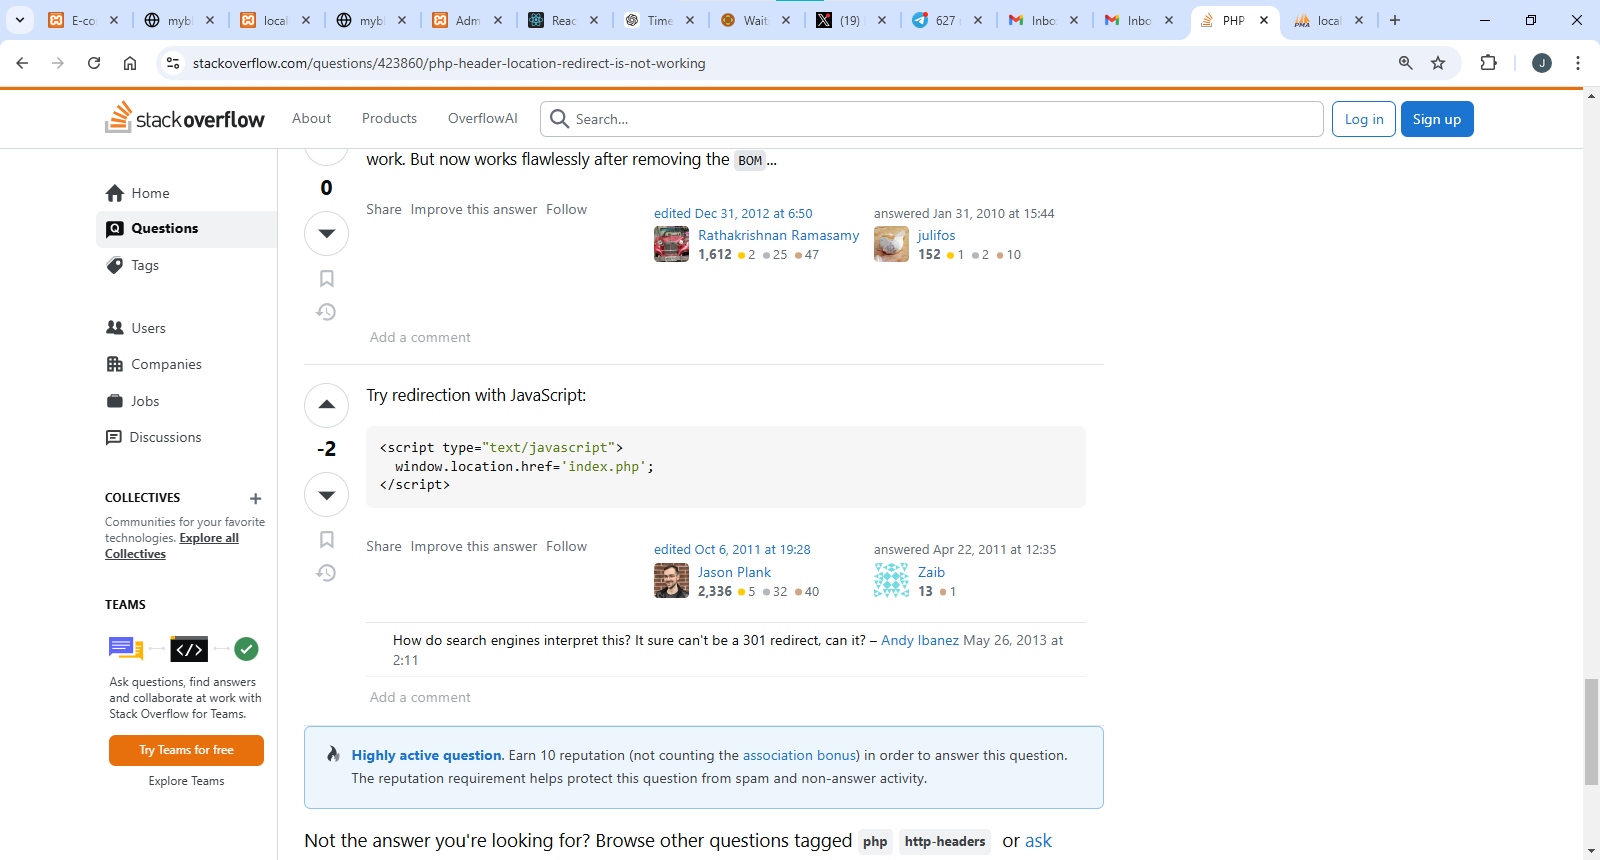 E-co
mybl
local
mybl
Adm
Reac
Time
Wait
(19)
627
Inbo
Inbo
PHP
local
stackoverflow.com/questions/423860/php-header-location-redirect-is-not-working
J
stackoverflow
About
Products
OverflowAI
Search...
Log in
Sign up
Home
Questions
Tags
Users
Companies
Jobs
Discussions
COLLECTIVES
Communities for your favorite
technologies. Explore all
Collectives
TEAMS
Ask questions, find answers
and collaborate at work with
Stack Overflow for Teams.
Try Teams for free
Explore Teams
work. But now works flawlessly after removing the BOM...
0
Share Improve this answer Follow
edited Dec 31, 2012 at 6:50
Rathakrishnan Ramasamy
1,612 2 25 47
answered Jan 31, 2010 at 15:44
julifos
152 1 2 10
Add a comment
Try redirection with JavaScript:
-2
<script type="text/javascript">
window.location.href='index.php';
</script>
Share Improve this answer Follow
edited Oct 6, 2011 at 19:28
Jason Plank
2,336 5 32 40
answered Apr 22, 2011 at 12:35
Zaib
13 1
How do search engines interpret this? It sure can't be a 301 redirect, can it? – Andy Ibanez May 26, 2013 at
2:11
Add a comment
Highly active question. Earn 10 reputation (not counting the association bonus) in order to answer this question.
The reputation requirement helps protect this question from spam and non-answer activity.
Not the answer you're looking for? Browse other questions tagged php http-headers or ask